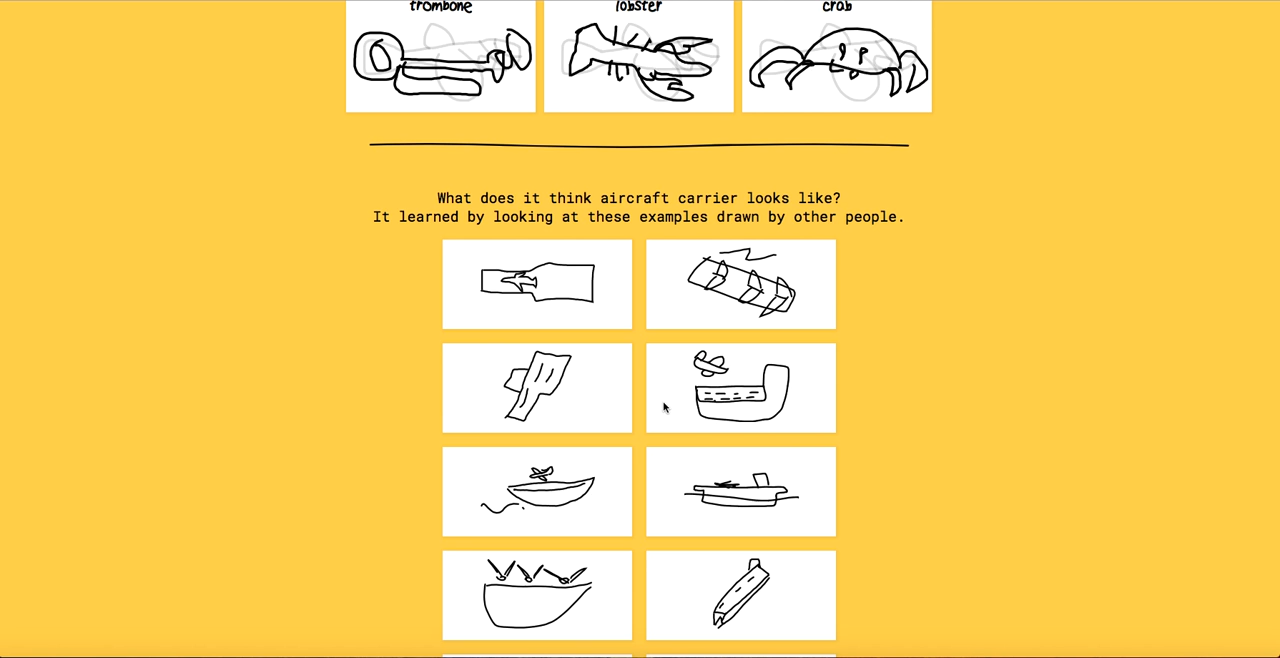 trombone
lobster
crab
What does it think aircraft carrier looks like?
It learned by looking at these examples drawn by other people.